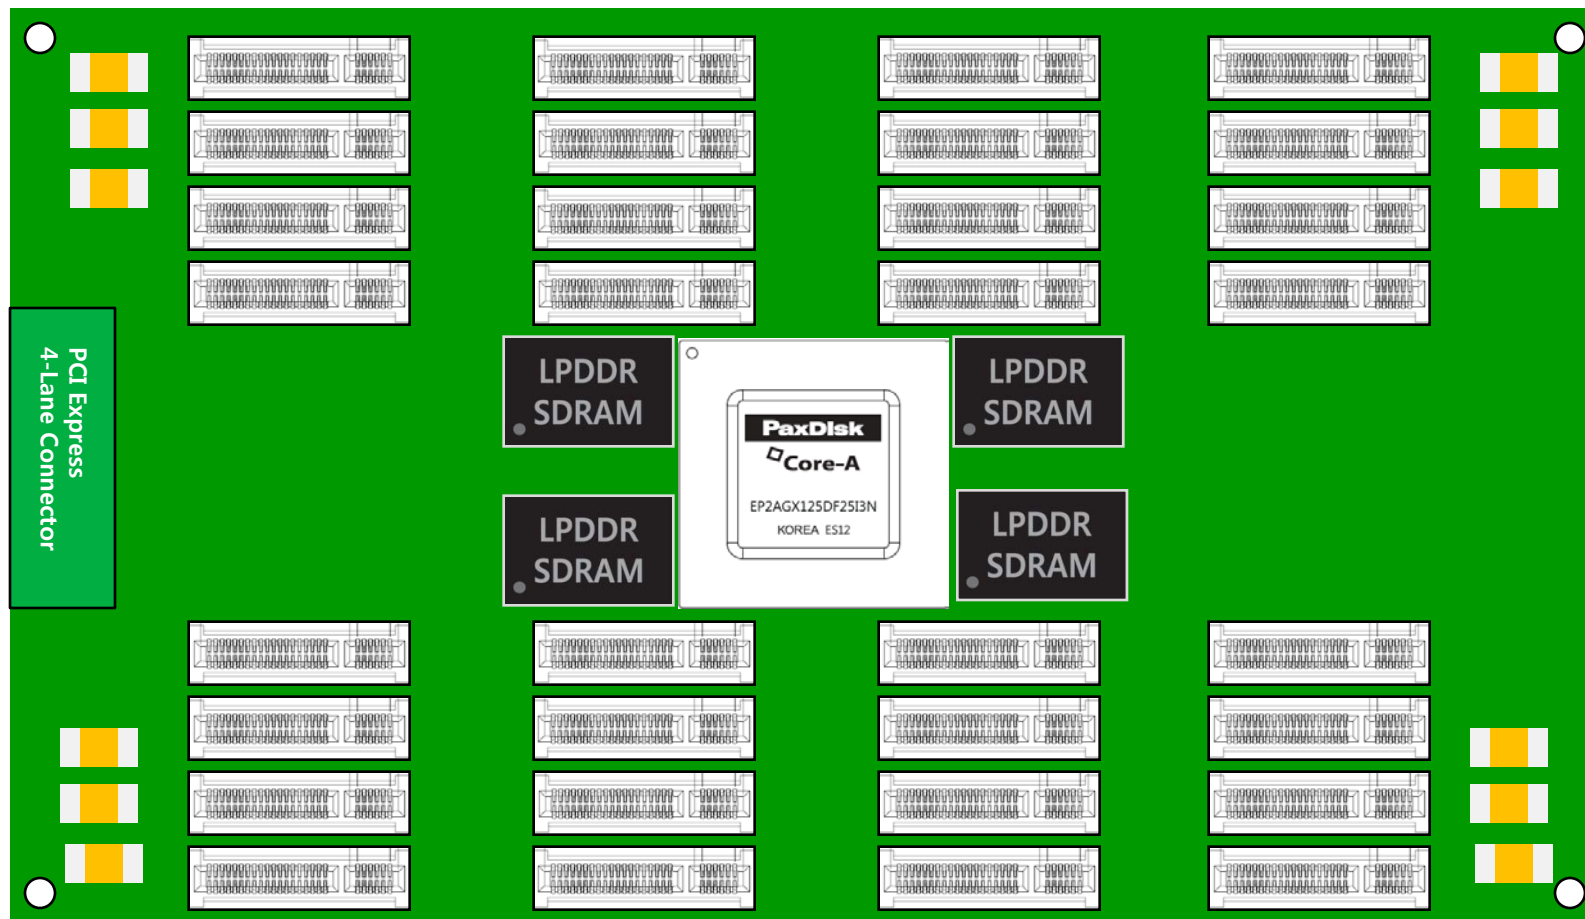 PCI Express
4-Lane Connector
LPDDR
SDRAM
LPDDR
SDRAM
PaxDisk
Core-A
EP2AGX125DF25I3N
KOREA ES12
LPDDR
SDRAM
LPDDR
SDRAM